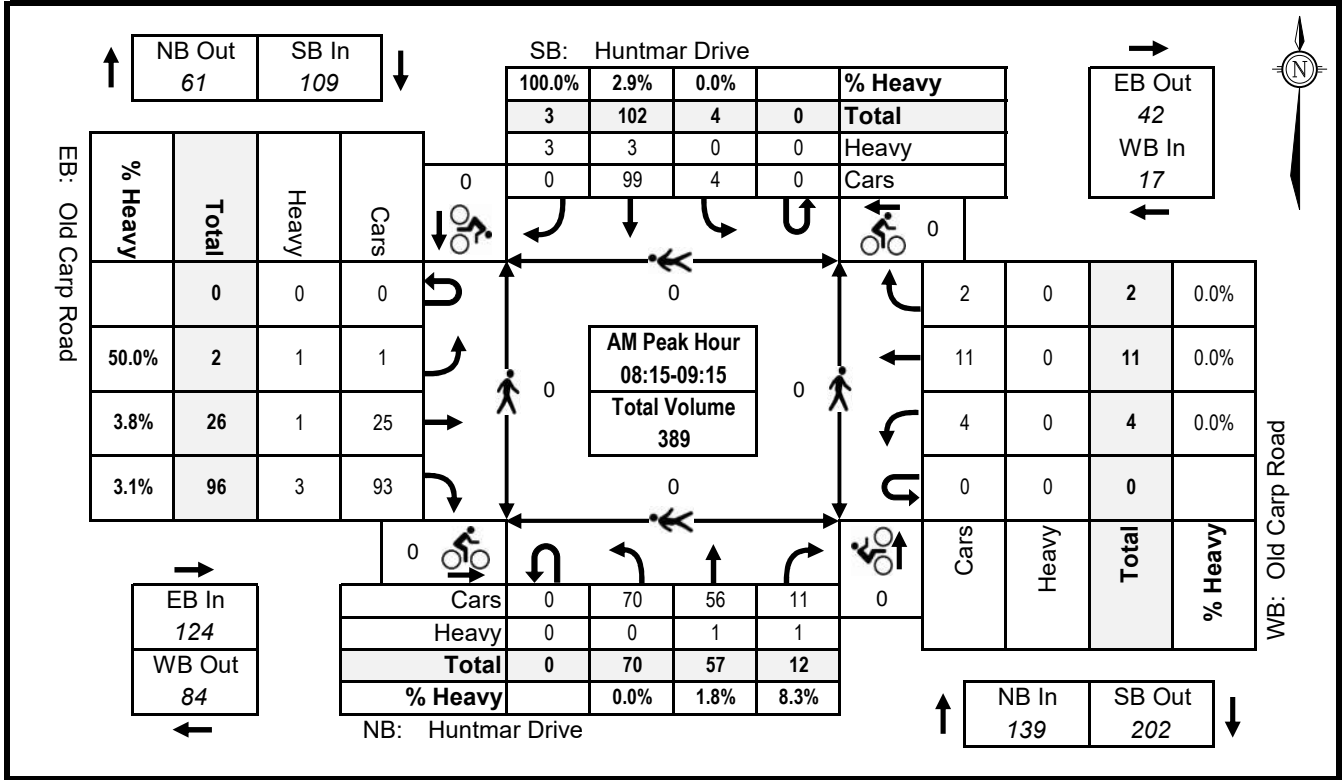 NB Out SB In
61 109
SB: Huntmar Drive
100.0% 2.9% 0.0% % Heavy
3 102 4 0 Total
3 3 0 0 Heavy
0 99 4 0 Cars
EB Out
42
WB In
17
N
EB: Old Carp Road
% Heavy Total Heavy Cars
0 0 0
50.0% 2 1 1
3.8% 26 1 25
3.1% 96 3 93
0
0
0
0
AM Peak Hour
08:15-09:15
Total Volume
389
0
0
2 0 2 0.0%
11 0 11 0.0%
4 0 4 0.0%
0 0 0
Cars Heavy Total % Heavy
WB: Old Carp Road
0
0
EB In
124
WB Out
84
Cars 0 70 56 11
Heavy 0 0 1 1
Total 0 70 57 12
% Heavy 0.0% 1.8% 8.3%
NB: Huntmar Drive
NB In SB Out
139 202